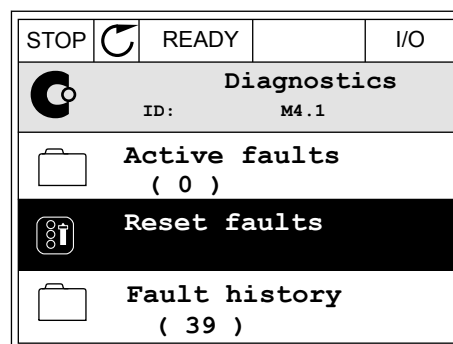 STOP READY I/O
Diagnostics
ID: M4.1
Active faults
( 0 )
Reset faults
Fault history
( 39 )